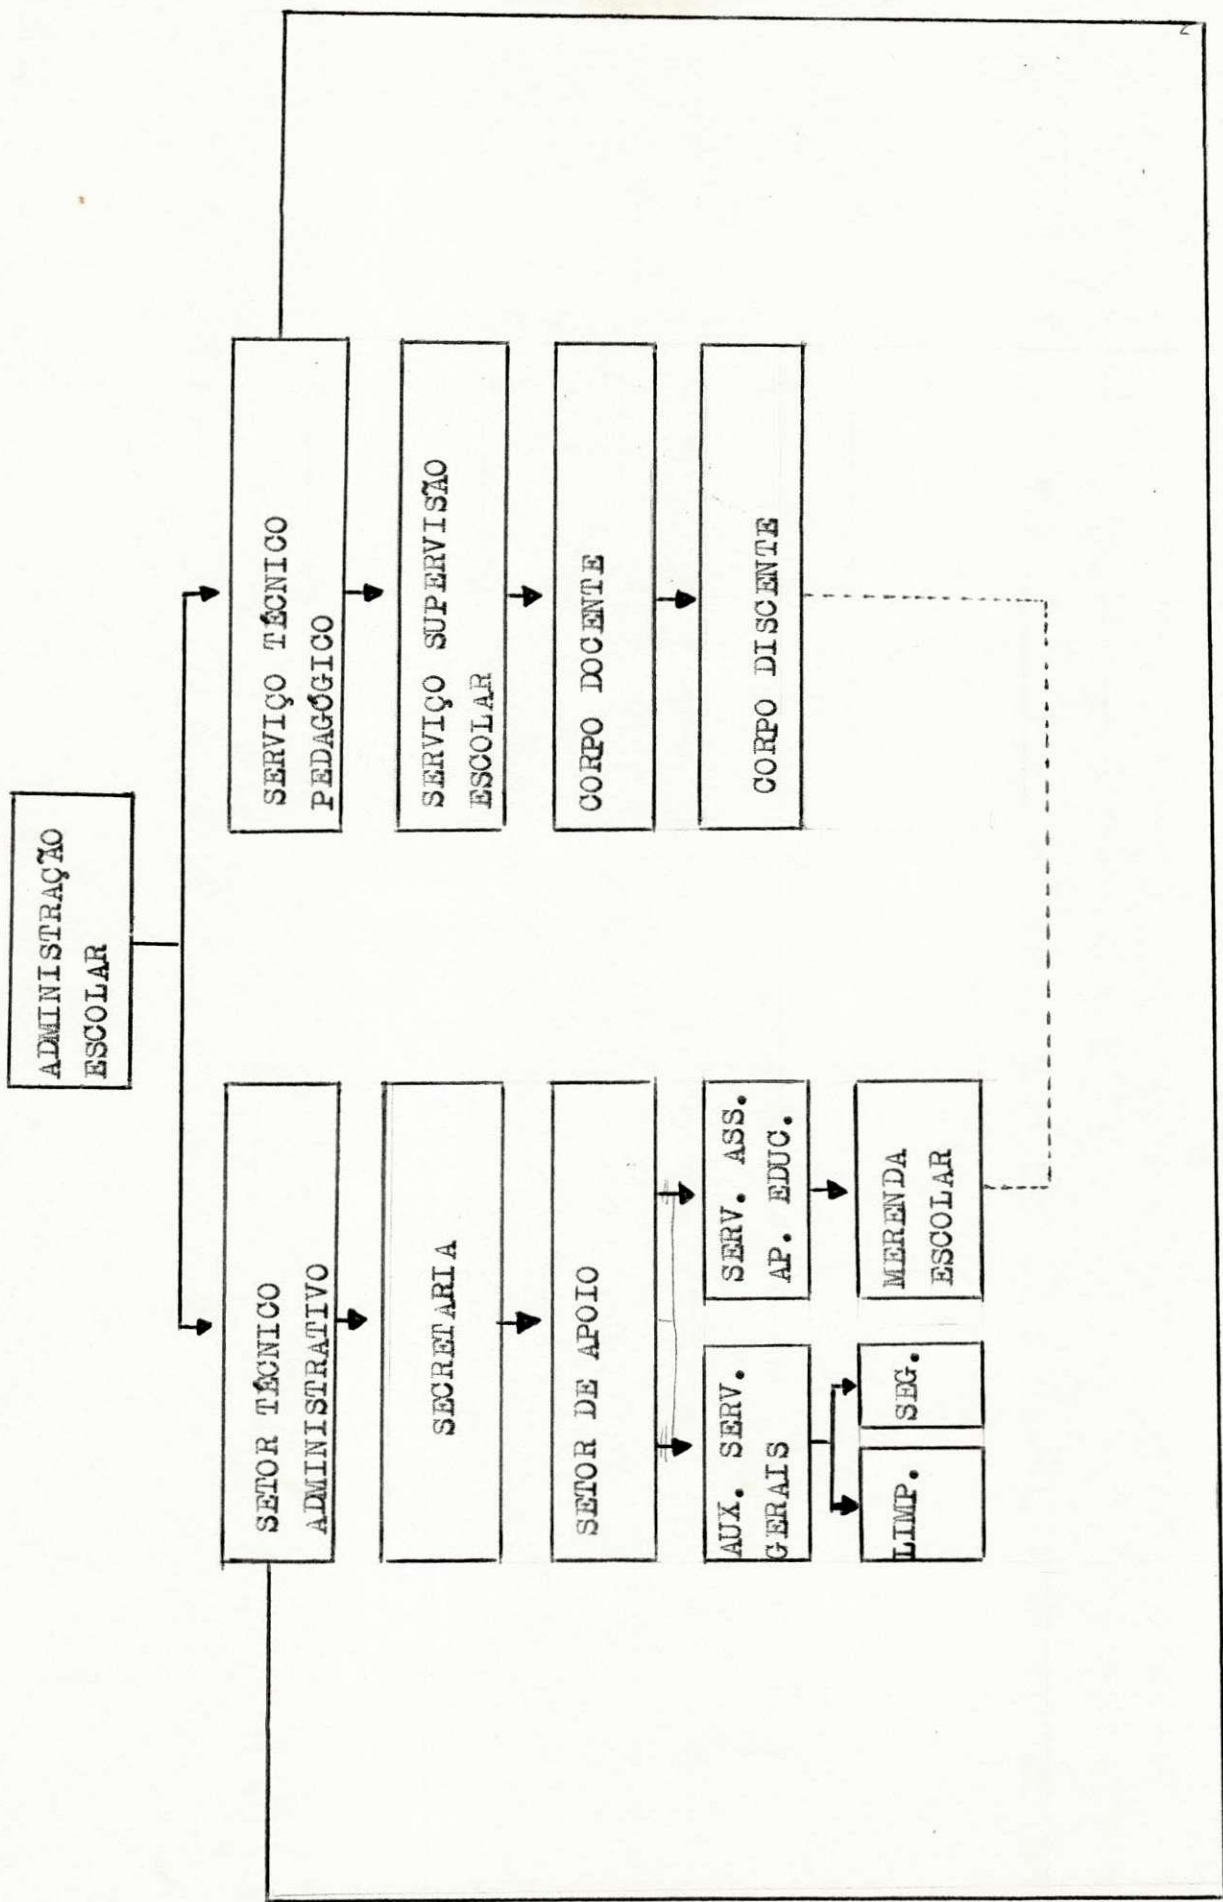 ADMINISTRAÇÃO
ESCOLAR
SETOR TÉCNICO
ADMINISTRATIVO
SECRETARIA
SETOR DE APOIO
AUX. SERV.
GERAIS
LIMP.
SEG.
SERV. ASS.
AP. EDUC.
MERENDA
ESCOLAR
SERVIÇO TÉCNICO
PEDAGÓGICO
SERVIÇO SUPERVISÃO
ESCOLAR
CORPO DOCENTE
CORPO DISCENTE